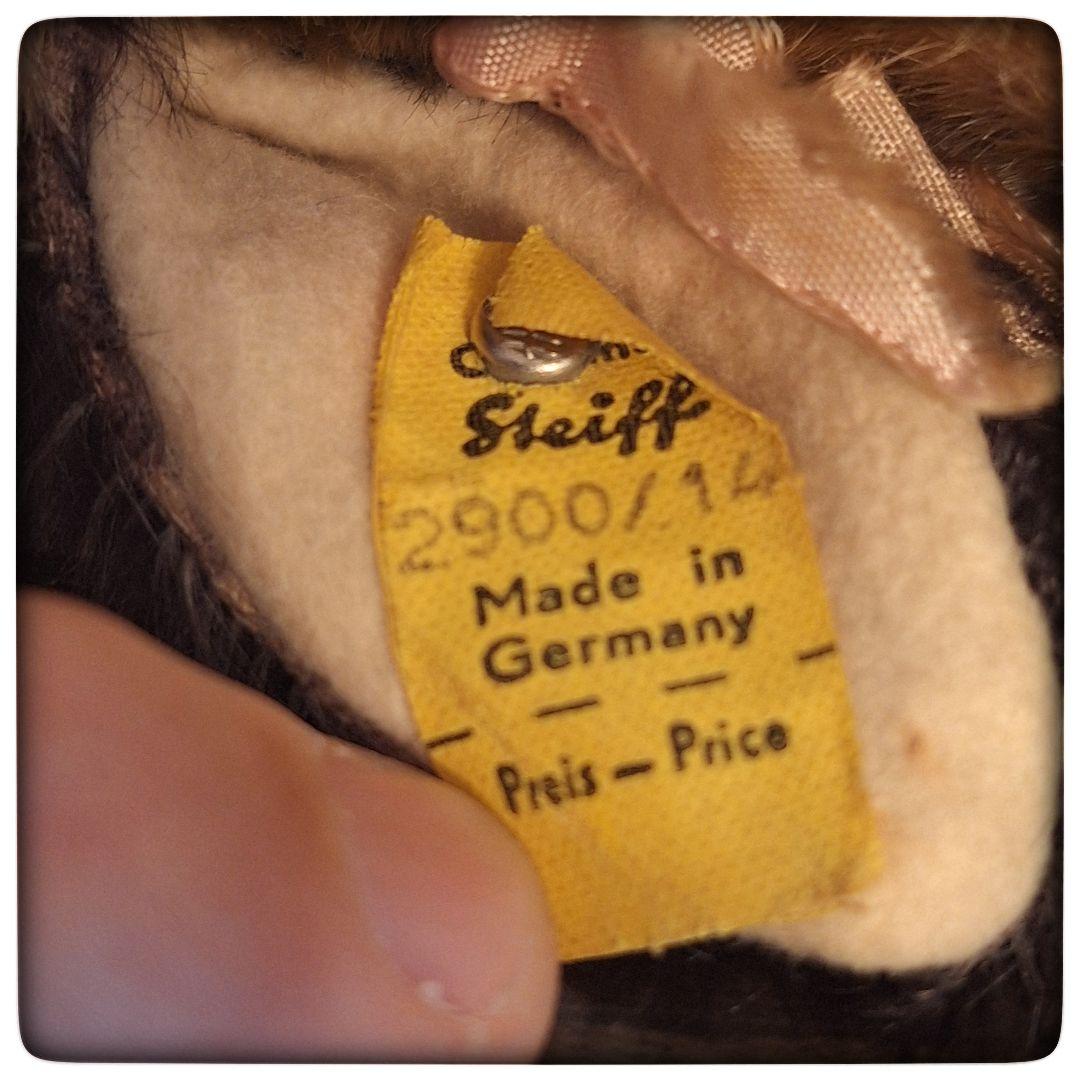 Steiff
2900/14
Made in
Germany
Preis — Price